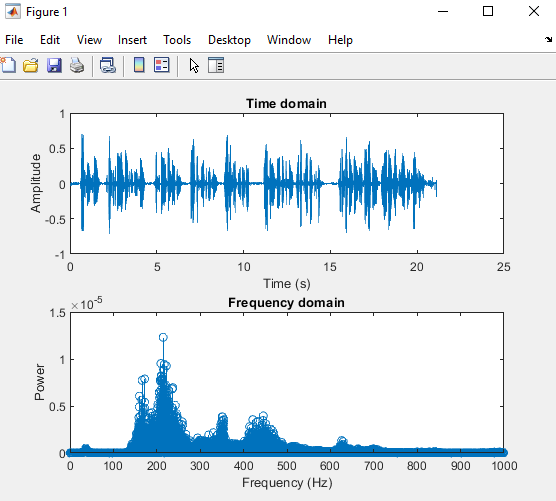 Figure 1
File Edit View Insert Tools Desktop Window Help
Time domain
1
0.5
0
-0.5
-1
Amplitude
0 5 10 15 20 25
Time (s)
Frequency domain
×10^-5
1.5
1
0.5
0
Power
0 100 200 300 400 500 600 700 800 900 1000
Frequency (Hz)